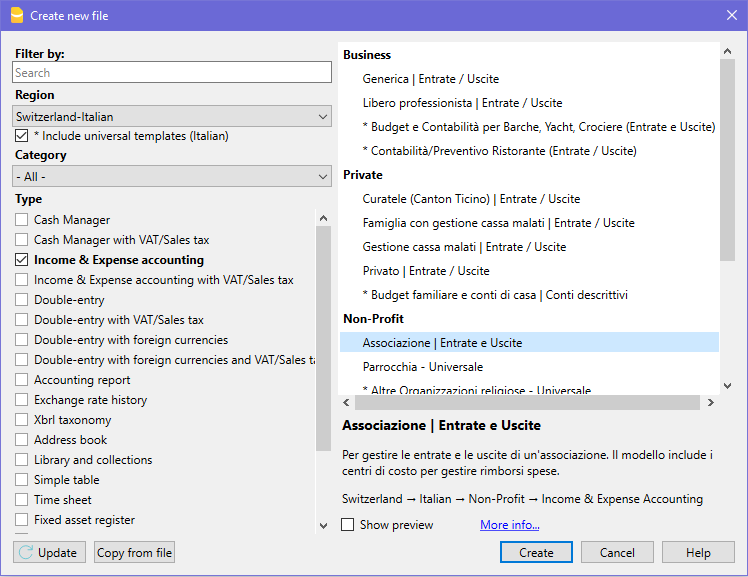 Create new file
Filter by:
Search
Region
Switzerland-Italian
* Include universal templates (Italian)
Category
- All -
Type
Cash Manager
Cash Manager with VAT/Sales tax
Income & Expense accounting
Income & Expense accounting with VAT/Sales tax
Double-entry
Double-entry with VAT/Sales tax
Double-entry with foreign currencies
Double-entry with foreign currencies and VAT/Sales ta
Accounting report
Exchange rate history
Xbrl taxonomy
Address book
Library and collections
Simple table
Time sheet
Fixed asset register
Update
Copy from file
Business
Generica | Entrate / Uscite
Libero professionista | Entrate / Uscite
* Budget e Contabilità per Barche, Yacht, Crociere (Entrate e Uscite)
* Contabilità/Preventivo Ristorante (Entrate / Uscite)
Private
Curatele (Canton Ticino) | Entrate / Uscite
Famiglia con gestione cassa malati | Entrate / Uscite
Gestione cassa malati | Entrate / Uscite
Privato | Entrate / Uscite
* Budget familiare e conti di casa | Conti descrittivi
Non-Profit
Associazione | Entrate e Uscite
Parrocchia - Universale
* Altre Organizzazioni religiose - Universale
Associazione | Entrate e Uscite
Per gestire le entrate e le uscite di un'associazione. Il modello include i
centri di costo per gestire rimborsi spese.
Switzerland → Italian → Non-Profit → Income & Expense Accounting
Show preview
More info...
Create
Cancel
Help